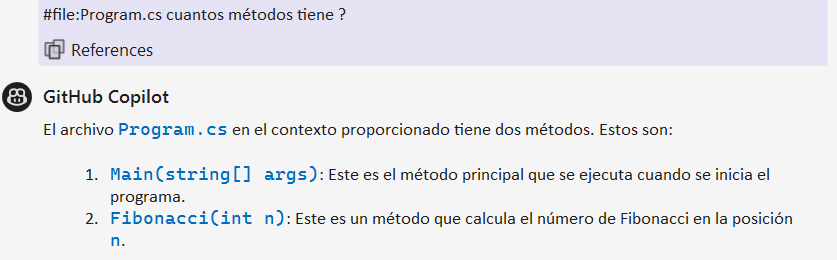 #file:Program.cs cuantos métodos tiene ?
References
GitHub Copilot
El archivo Program.cs en el contexto proporcionado tiene dos métodos. Estos son:
1. Main(string[] args): Este es el método principal que se ejecuta cuando se inicia el
programa.
2. Fibonacci(int n): Este es un método que calcula el número de Fibonacci en la posición
n.